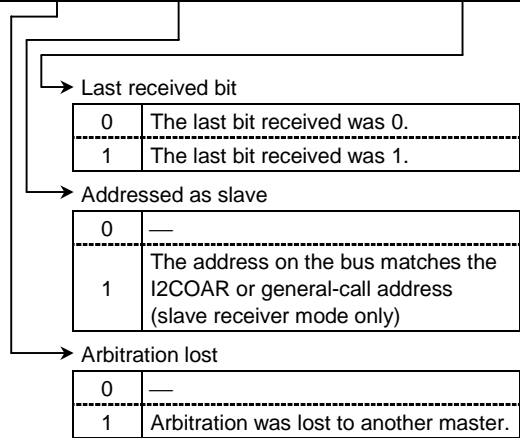 Last received bit
0 The last bit received was 0.
1 The last bit received was 1.
Addressed as slave
0 —
The address on the bus matches the
1 I2COAR or general-call address
(slave receiver mode only)
Arbitration lost
0 —
1 Arbitration was lost to another master.